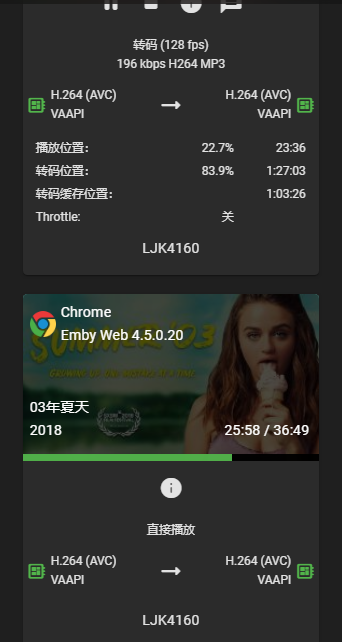 转码 (128 fps)
196 kbps H264 MP3
H.264 (AVC)
VAAPI
H.264 (AVC)
VAAPI
播放位置: 22.7% 23:36
转码位置: 83.9% 1:27:03
转码缓存位置: 1:03:26
Throttle: 关
LJK4160
Chrome
Emby Web 4.5.0.20
SUMMER '03
03年夏天
2018 25:58 / 36:49
直接播放
H.264 (AVC)
VAAPI
H.264 (AVC)
VAAPI
LJK4160